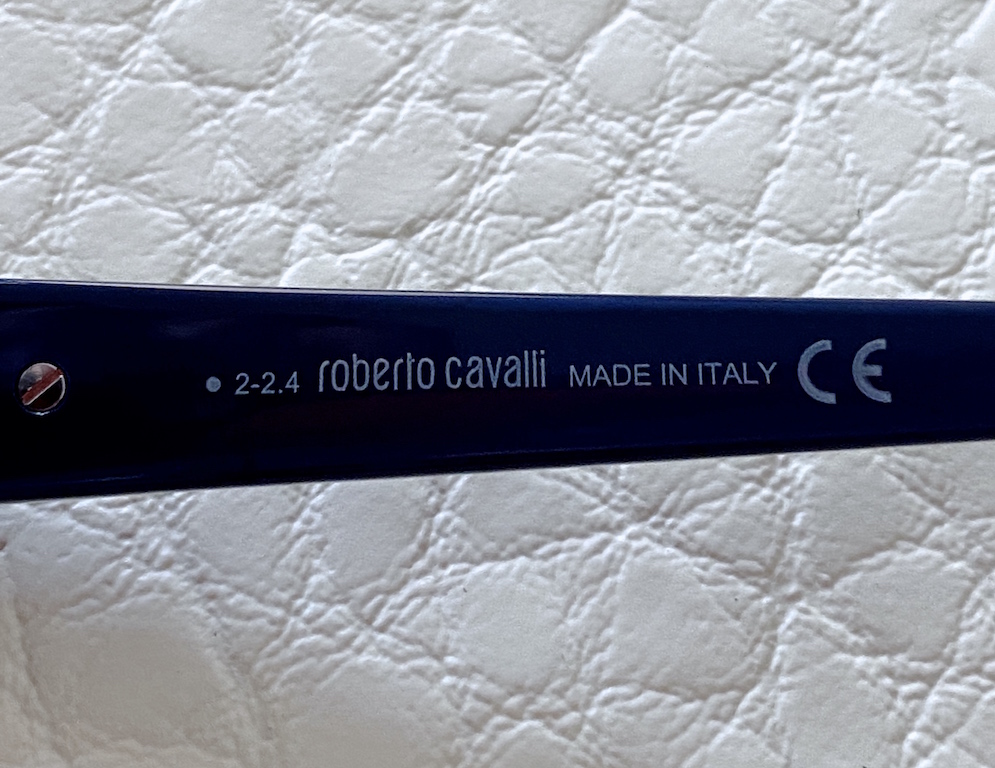 • 2-2.4 roberto cavalli MADE IN ITALY CE